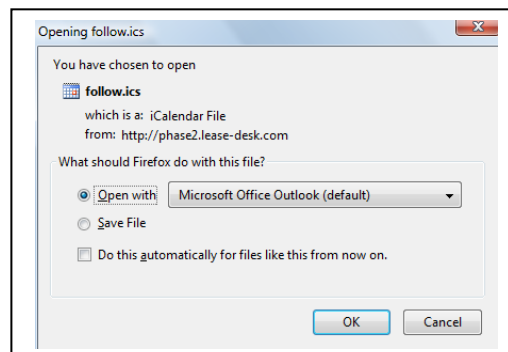 Opening follow.ics
You have chosen to open
follow.ics
which is a: iCalendar File
from: http://phase2.lease-desk.com
What should Firefox do with this file?
Open with Microsoft Office Outlook (default)
Save File
Do this automatically for files like this from now on.
OK Cancel